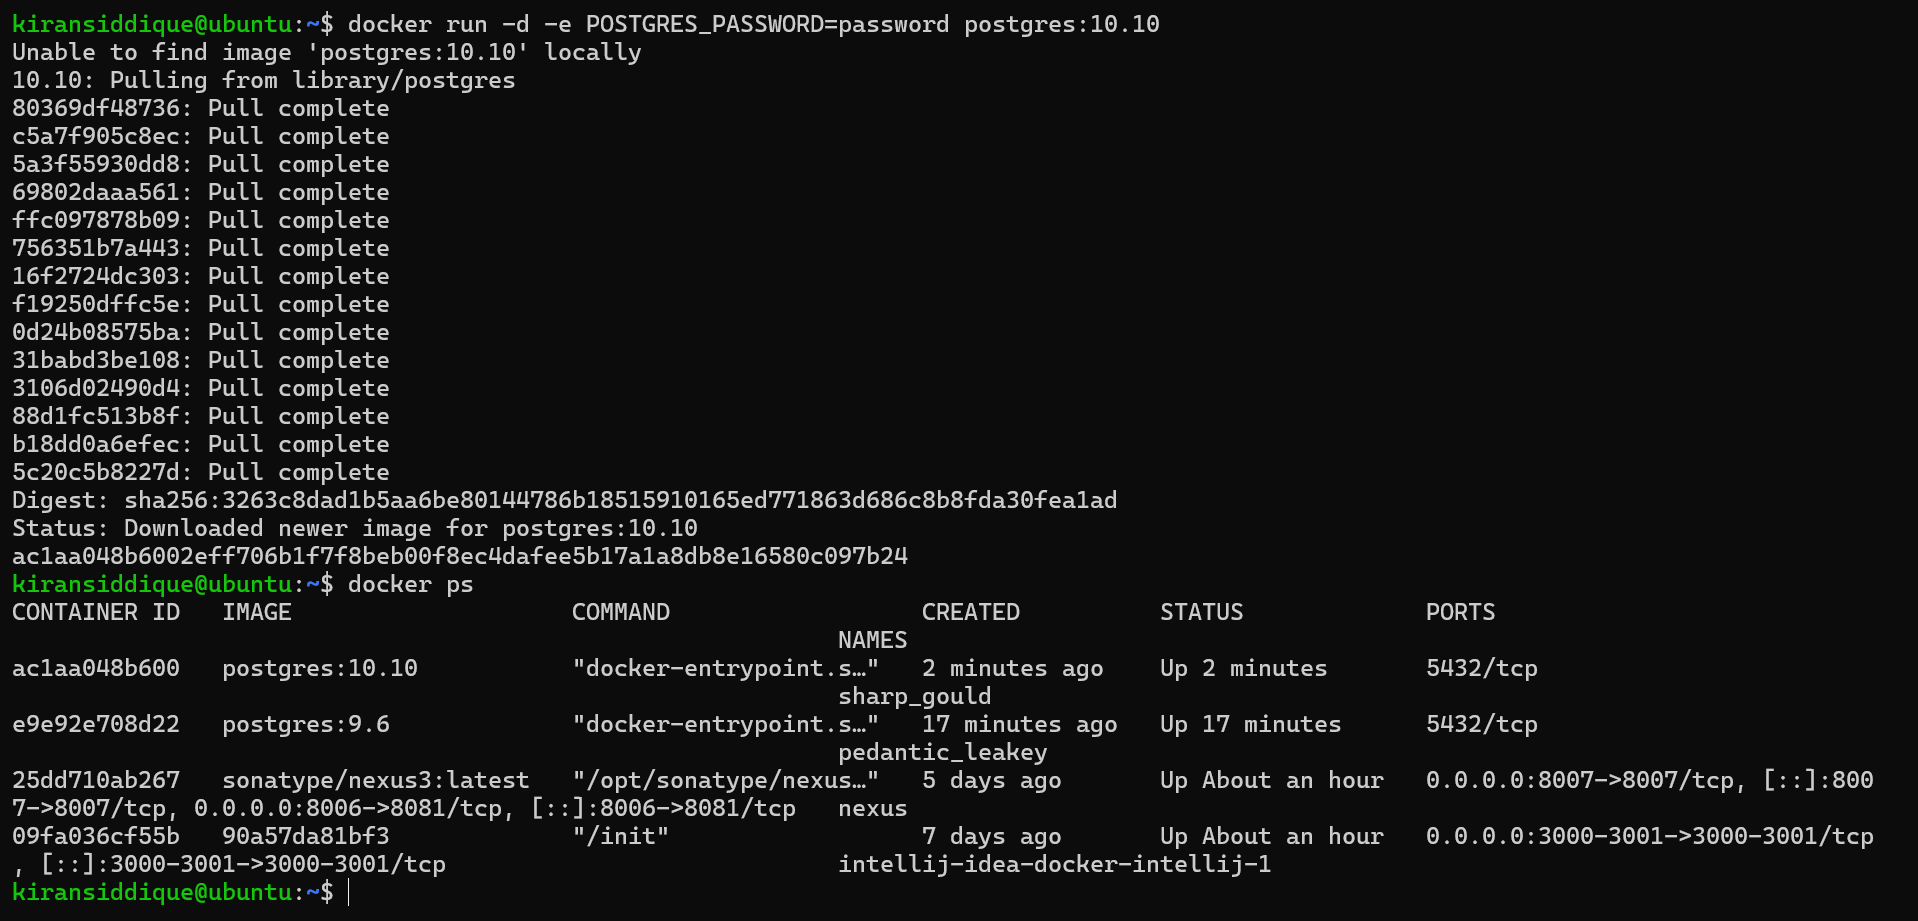 kiransiddique@ubuntu:~$ docker run -d -e POSTGRES_PASSWORD=password postgres:10.10
Unable to find image 'postgres:10.10' locally
10.10: Pulling from library/postgres
80369df48736: Pull complete
c5a7f905c8ec: Pull complete
5a3f55930dd8: Pull complete
69802daaa561: Pull complete
ffc097878b09: Pull complete
756351b7a443: Pull complete
16f2724dc303: Pull complete
f19250dffc5e: Pull complete
0d24b08575ba: Pull complete
31babd3be108: Pull complete
3106d02490d4: Pull complete
88d1fc513b8f: Pull complete
b18dd0a6efec: Pull complete
5c20c5b8227d: Pull complete
Digest: sha256:3263c8dad1b5aa6be80144786b18515910165ed771863d686c8b8fda30fea1ad
Status: Downloaded newer image for postgres:10.10
ac1aa048b6002eff706b1f7f8beb00f8ec4dafee5b17a1a8db8e16580c097b24
kiransiddique@ubuntu:~$ docker ps
CONTAINER ID   IMAGE                    COMMAND                  CREATED          STATUS             PORTS
                                                           NAMES
ac1aa048b600   postgres:10.10           "docker-entrypoint.s…"   2 minutes ago    Up 2 minutes       5432/tcp
                                                           sharp_gould
e9e92e708d22   postgres:9.6             "docker-entrypoint.s…"   17 minutes ago   Up 17 minutes      5432/tcp
                                                           pedantic_leakey
25dd710ab267   sonatype/nexus3:latest   "/opt/sonatype/nexus…"   5 days ago       Up About an hour   0.0.0.0:8007->8007/tcp, [::]:800
7->8007/tcp, 0.0.0.0:8006->8081/tcp, [::]:8006->8081/tcp   nexus
09fa036cf55b   90a57da81bf3             "/init"                  7 days ago       Up About an hour   0.0.0.0:3000-3001->3000-3001/tcp
, [::]:3000-3001->3000-3001/tcp                            intellij-idea-docker-intellij-1
kiransiddique@ubuntu:~$